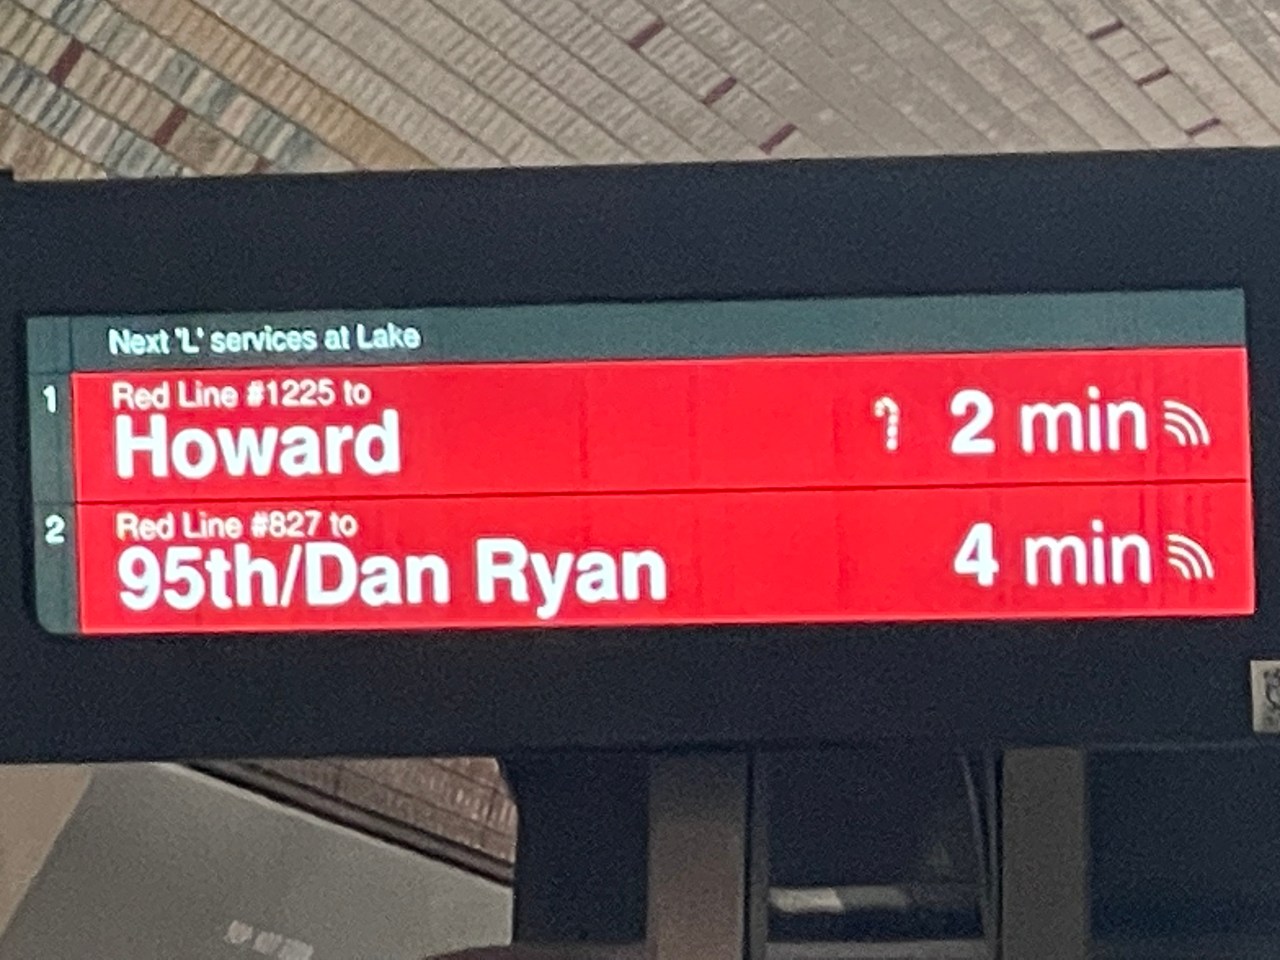 Next 'L' services at Lake
1
Red Line #1225 to
Howard
2 min
2
Red Line #827 to
95th/Dan Ryan
4 min